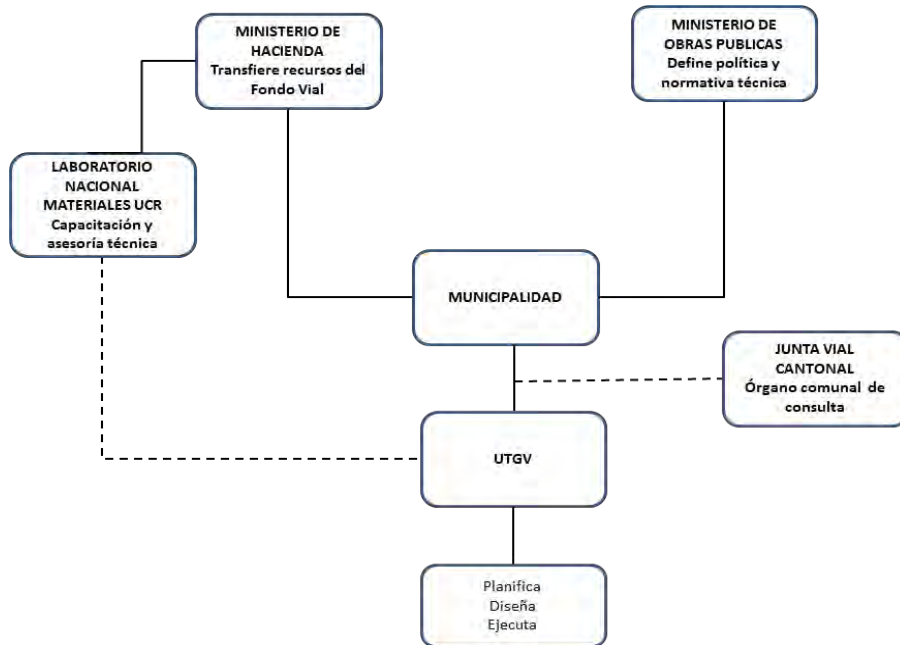 MINISTERIO DE
HACIENDA
Transfiere recursos del
Fondo Vial
MINISTERIO DE
OBRAS PUBLICAS
Define política y
normativa técnica
LABORATORIO
NACIONAL
MATERIALES UCR
Capacitación y
asesoría técnica
MUNICIPALIDAD
JUNTA VIAL
CANTONAL
Órgano comunal de
consulta
UTGV
Planifica
Diseña
Ejecuta